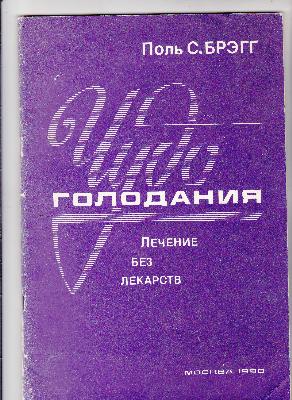 Поль С. БРЭГГ
Чудо
ГОЛОДАНИЯ
ЛЕЧЕНИЕ
БЕЗ
ЛЕКАРСТВ
МОСКВА 1990